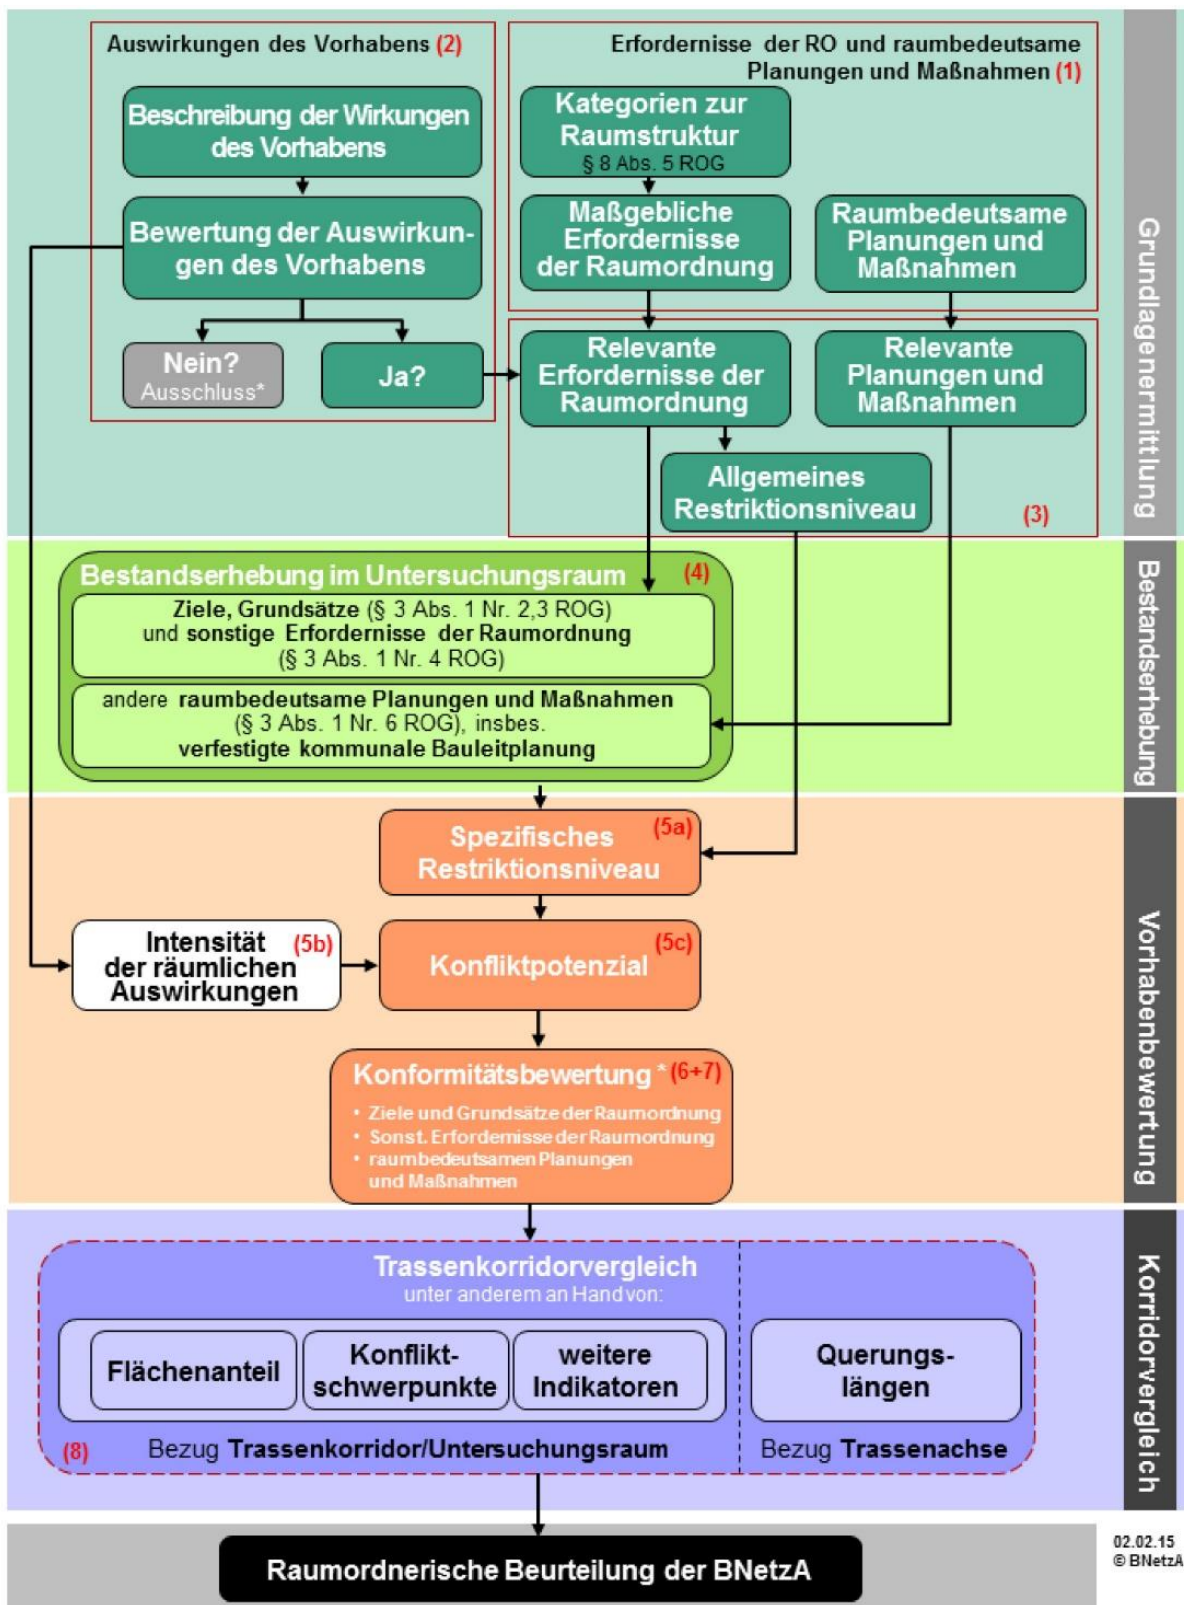 Auswirkungen des Vorhabens (2)
Beschreibung der Wirkungen
des Vorhabens
Bewertung der Auswirkun-
gen des Vorhabens
Nein?
Ausschluss*
Ja?
Erfordernisse der RO und raumbedeutsame
Planungen und Maßnahmen (1)
Kategorien zur
Raumstruktur
§ 8 Abs. 5 ROG
Maßgebliche
Erfordernisse
der Raumordnung
Raumbedeutsame
Planungen und
Maßnahmen
Relevante
Erfordernisse der
Raumordnung
Relevante
Planungen und
Maßnahmen
Allgemeines
Restriktionsniveau
(3)
Grundlagenermittlung
Bestandserhebung im Untersuchungsraum (4)
Ziele, Grundsätze (§ 3 Abs. 1 Nr. 2,3 ROG)
und sonstige Erfordernisse der Raumordnung
(§ 3 Abs. 1 Nr. 4 ROG)
andere raumbedeutsame Planungen und Maßnahmen
(§ 3 Abs. 1 Nr. 6 ROG), insbes.
verfestigte kommunale Bauleitplanung
Bestandserhebung
Spezifisches
Restriktionsniveau
(5a)
Intensität
der räumlichen
Auswirkungen
(5b)
Konfliktpotenzial
(5c)
Konformitätsbewertung * (6+7)
• Ziele und Grundsätze der Raumordnung
• Sonst. Erfordernisse der Raumordnung
• raumbedeutsamen Planungen
und Maßnahmen
Vorhabenbewertung
Trassenkorridorvergleich
unter anderem an Hand von:
Flächenanteil
Konflikt-
schwerpunkte
weitere
Indikatoren
Querungs-
längen
(8)
Bezug Trassenkorridor/Untersuchungsraum
Bezug Trassenachse
Korridorvergleich
Raumordnerische Beurteilung der BNetzA
02.02.15
© BNetzA